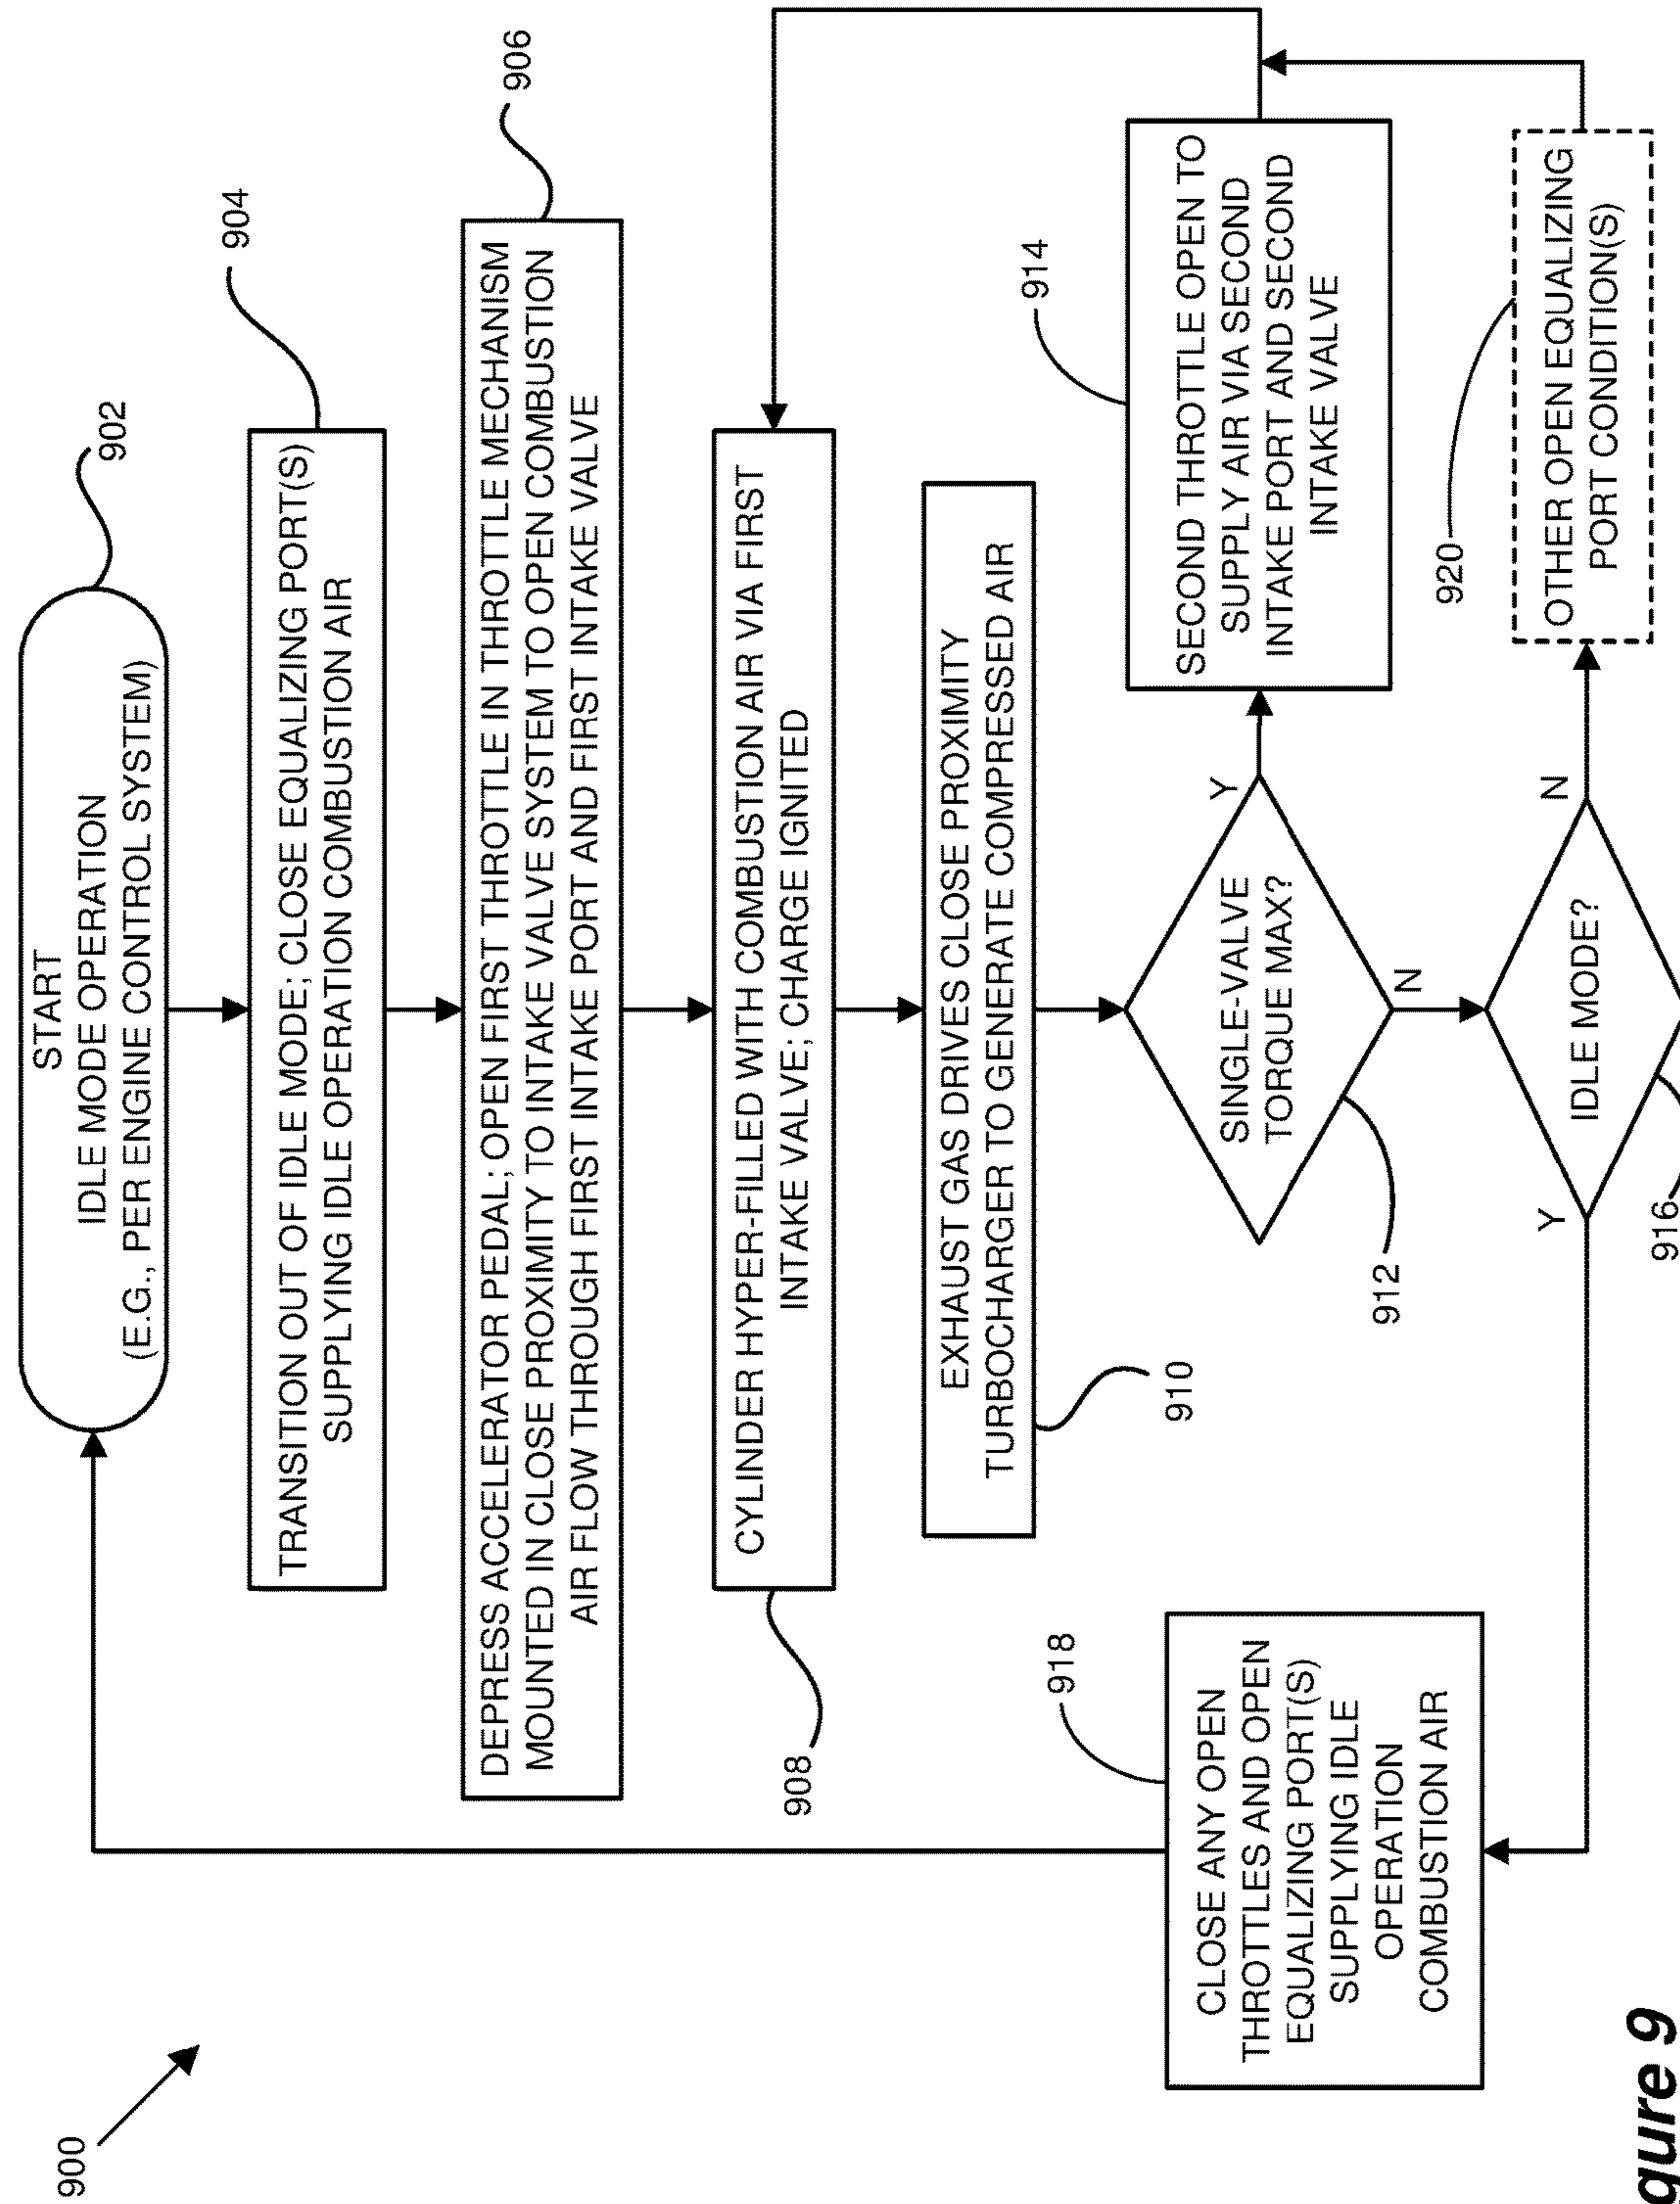 900
START
IDLE MODE OPERATION
(E.G., PER ENGINE CONTROL SYSTEM)
902
TRANSITION OUT OF IDLE MODE; CLOSE EQUALIZING PORT(S)
SUPPLYING IDLE OPERATION COMBUSTION AIR
904
DEPRESS ACCELERATOR PEDAL; OPEN FIRST THROTTLE IN THROTTLE MECHANISM
MOUNTED IN CLOSE PROXIMITY TO INTAKE VALVE SYSTEM TO OPEN COMBUSTION
AIR FLOW THROUGH FIRST INTAKE PORT AND FIRST INTAKE VALVE
906
CYLINDER HYPER-FILLED WITH COMBUSTION AIR VIA FIRST
INTAKE VALVE; CHARGE IGNITED
908
EXHAUST GAS DRIVES CLOSE PROXIMITY
TURBOCHARGER TO GENERATE COMPRESSED AIR
910
SINGLE-VALVE
TORQUE MAX?
912
Y
N
SECOND THROTTLE OPEN TO
SUPPLY AIR VIA SECOND
INTAKE PORT AND SECOND
INTAKE VALVE
914
IDLE MODE?
916
Y
N
CLOSE ANY OPEN
THROTTLES AND OPEN
EQUALIZING PORT(S)
SUPPLYING IDLE
OPERATION
COMBUSTION AIR
918
OTHER OPEN EQUALIZING
PORT CONDITION(S)
920
gure 9